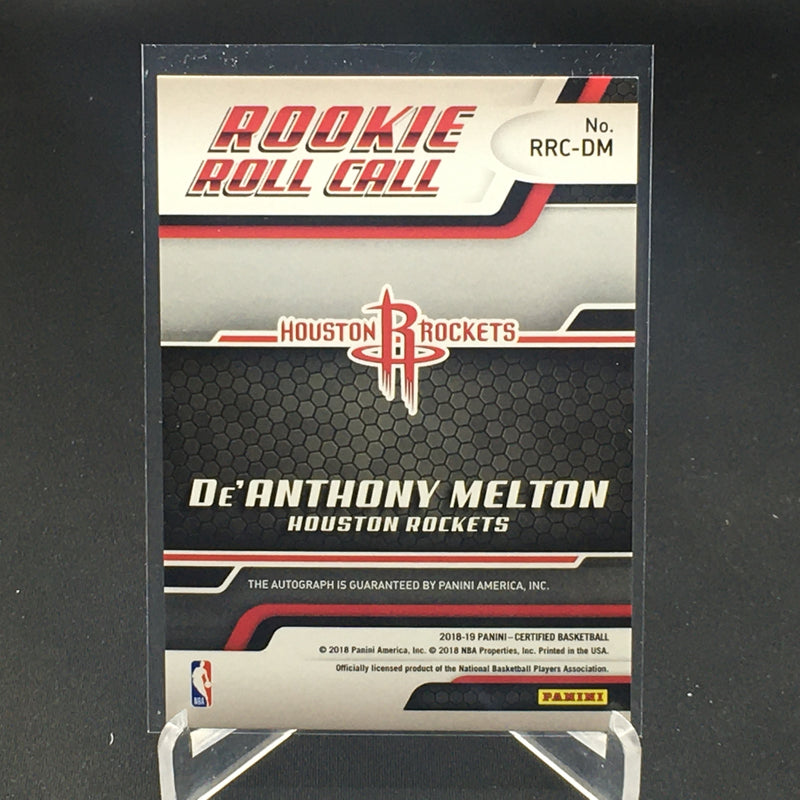 ROOKIE
ROLL CALL
No.
RRC-DM
HOUSTON R ROCKETS
De'ANTHONY MELTON
HOUSTON ROCKETS
THE AUTOGRAPH IS GUARANTEED BY PANINI AMERICA, INC.
2018-19 PANINI – CERTIFIED BASKETBALL
© 2018 Panini America, Inc. © 2018 NBA Properties, Inc. Printed in the USA.
Officially licensed product of the National Basketball Players Association.
NBA
PANINI